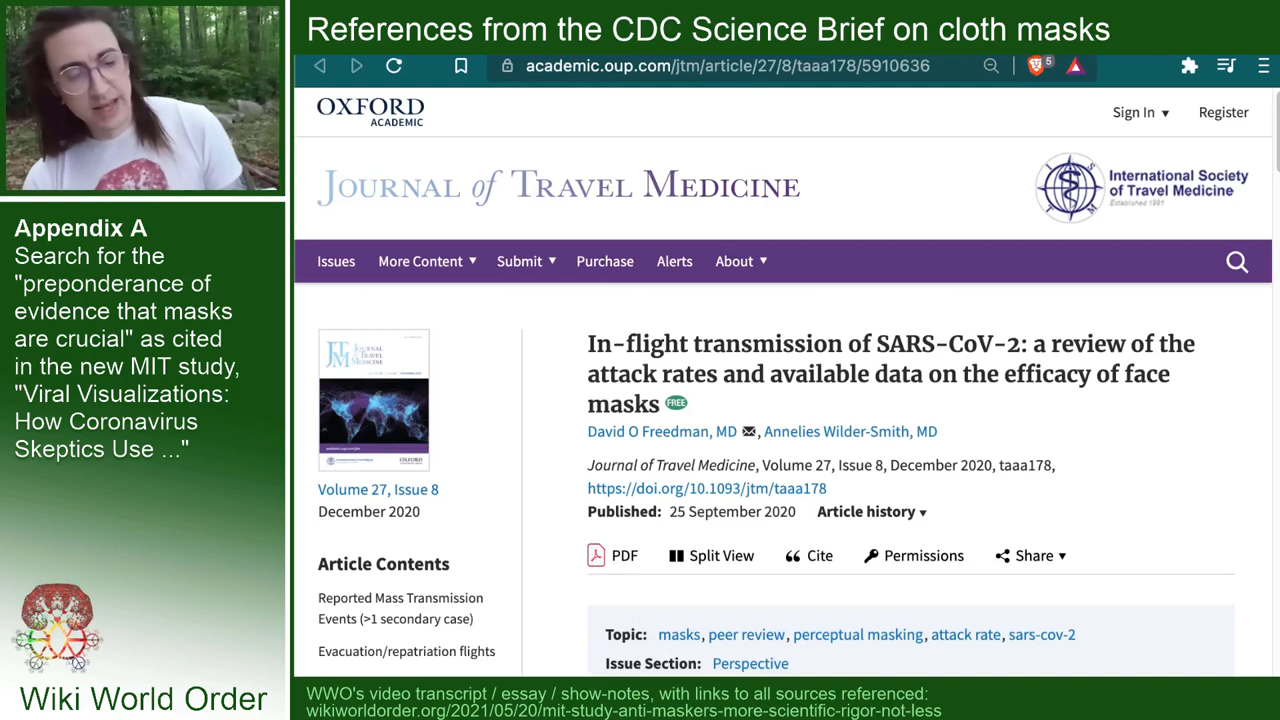 References from the CDC Science Brief on cloth masks
academic.oup.com/jtm/article/27/8/taaa178/5910636
5
OXFORD
ACADEMIC
Sign In ▼
Register
JOURNAL of TRAVEL MEDICINE
International Society
of Travel Medicine
Established 1991
Issues
More Content ▼
Submit ▼
Purchase
Alerts
About ▼
Appendix A
Search for the
"preponderance of
evidence that masks
are crucial" as cited
in the new MIT study,
"Viral Visualizations:
How Coronavirus
Skeptics Use ..."
JOURNAL of
TRAVEL
MEDICINE
OXFORD
Volume 27, Issue 8
December 2020
Article Contents
Reported Mass Transmission
Events (>1 secondary case)
Evacuation/repatriation flights
In-flight transmission of SARS-CoV-2: a review of the
attack rates and available data on the efficacy of face
masks FREE
David O Freedman, MD, Annelies Wilder-Smith, MD
Journal of Travel Medicine, Volume 27, Issue 8, December 2020, taaa178,
https://doi.org/10.1093/jtm/taaa178
Published: 25 September 2020 Article history ▼
PDF
Split View
Cite
Permissions
Share ▼
Topic: masks, peer review, perceptual masking, attack rate, sars-cov-2
Issue Section: Perspective
Wiki World Order
WWO's video transcript / essay / show-notes, with links to all sources referenced:
wikiworldorder.org/2021/05/20/mit-study-anti-maskers-more-scientific-rigor-not-less